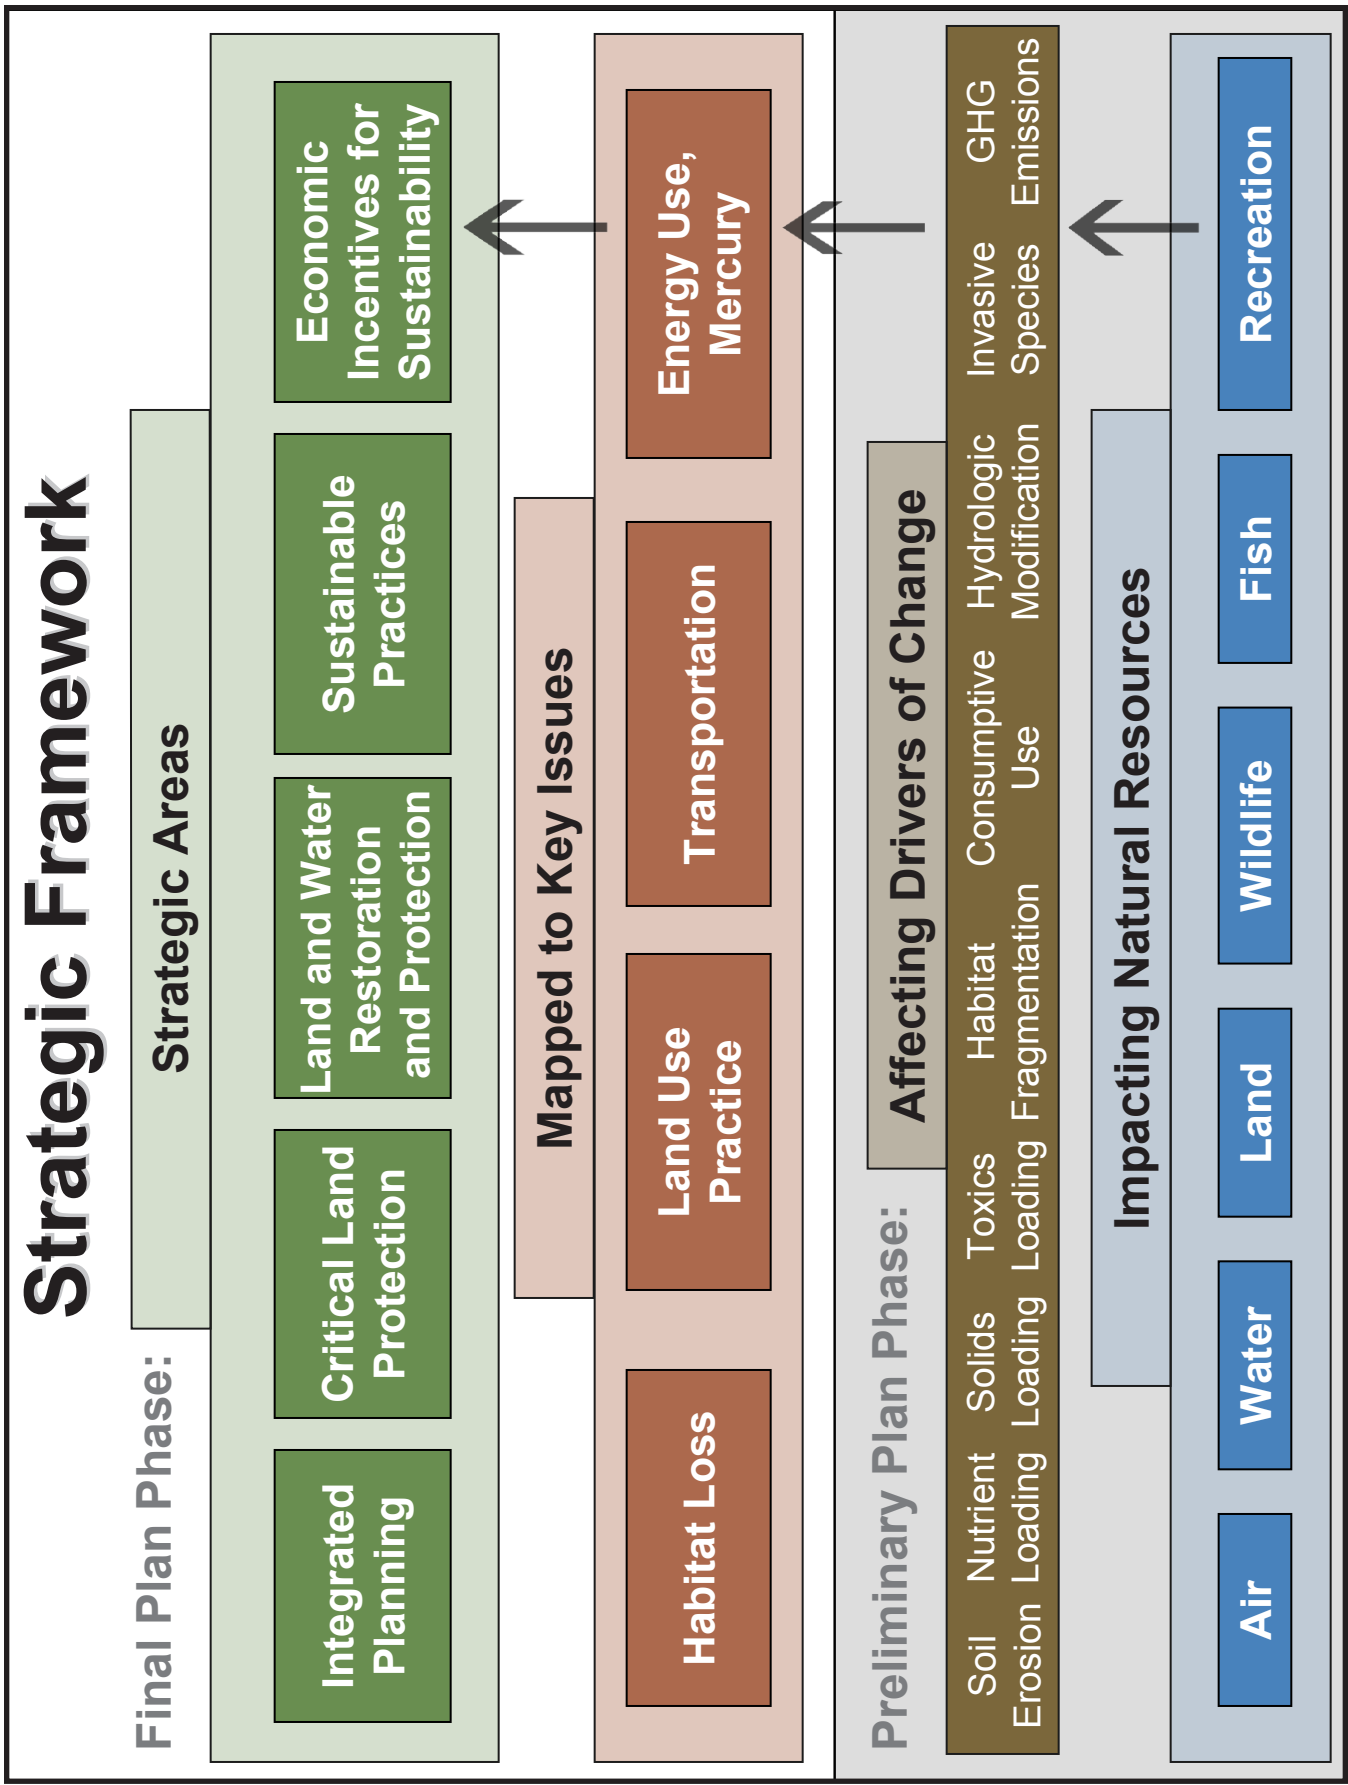 Strategic Framework
Final Plan Phase:
Strategic Areas
Integrated
Planning
Critical Land
Protection
Land and Water
Restoration
and Protection
Sustainable
Practices
Economic
Incentives for
Sustainability
Mapped to Key Issues
Habitat Loss
Land Use
Practice
Transportation
Energy Use,
Mercury
Preliminary Plan Phase:
Affecting Drivers of Change
Soil
Erosion
Nutrient
Loading
Solids
Loading
Toxics
Loading
Habitat
Fragmentation
Consumptive
Use
Hydrologic
Modification
Invasive
Species
GHG
Emissions
Impacting Natural Resources
Air
Water
Land
Wildlife
Fish
Recreation